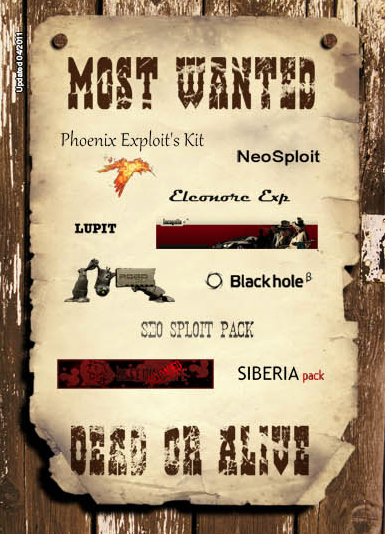 Updated 04/2011
MOST WANTED
Phoenix Exploit's Kit
NeoSploit
Eleonore Exp
LUPIT
Blackhole β
SEO SPLOIT PACK
SIBERIA pack
DEAD OR ALIVE